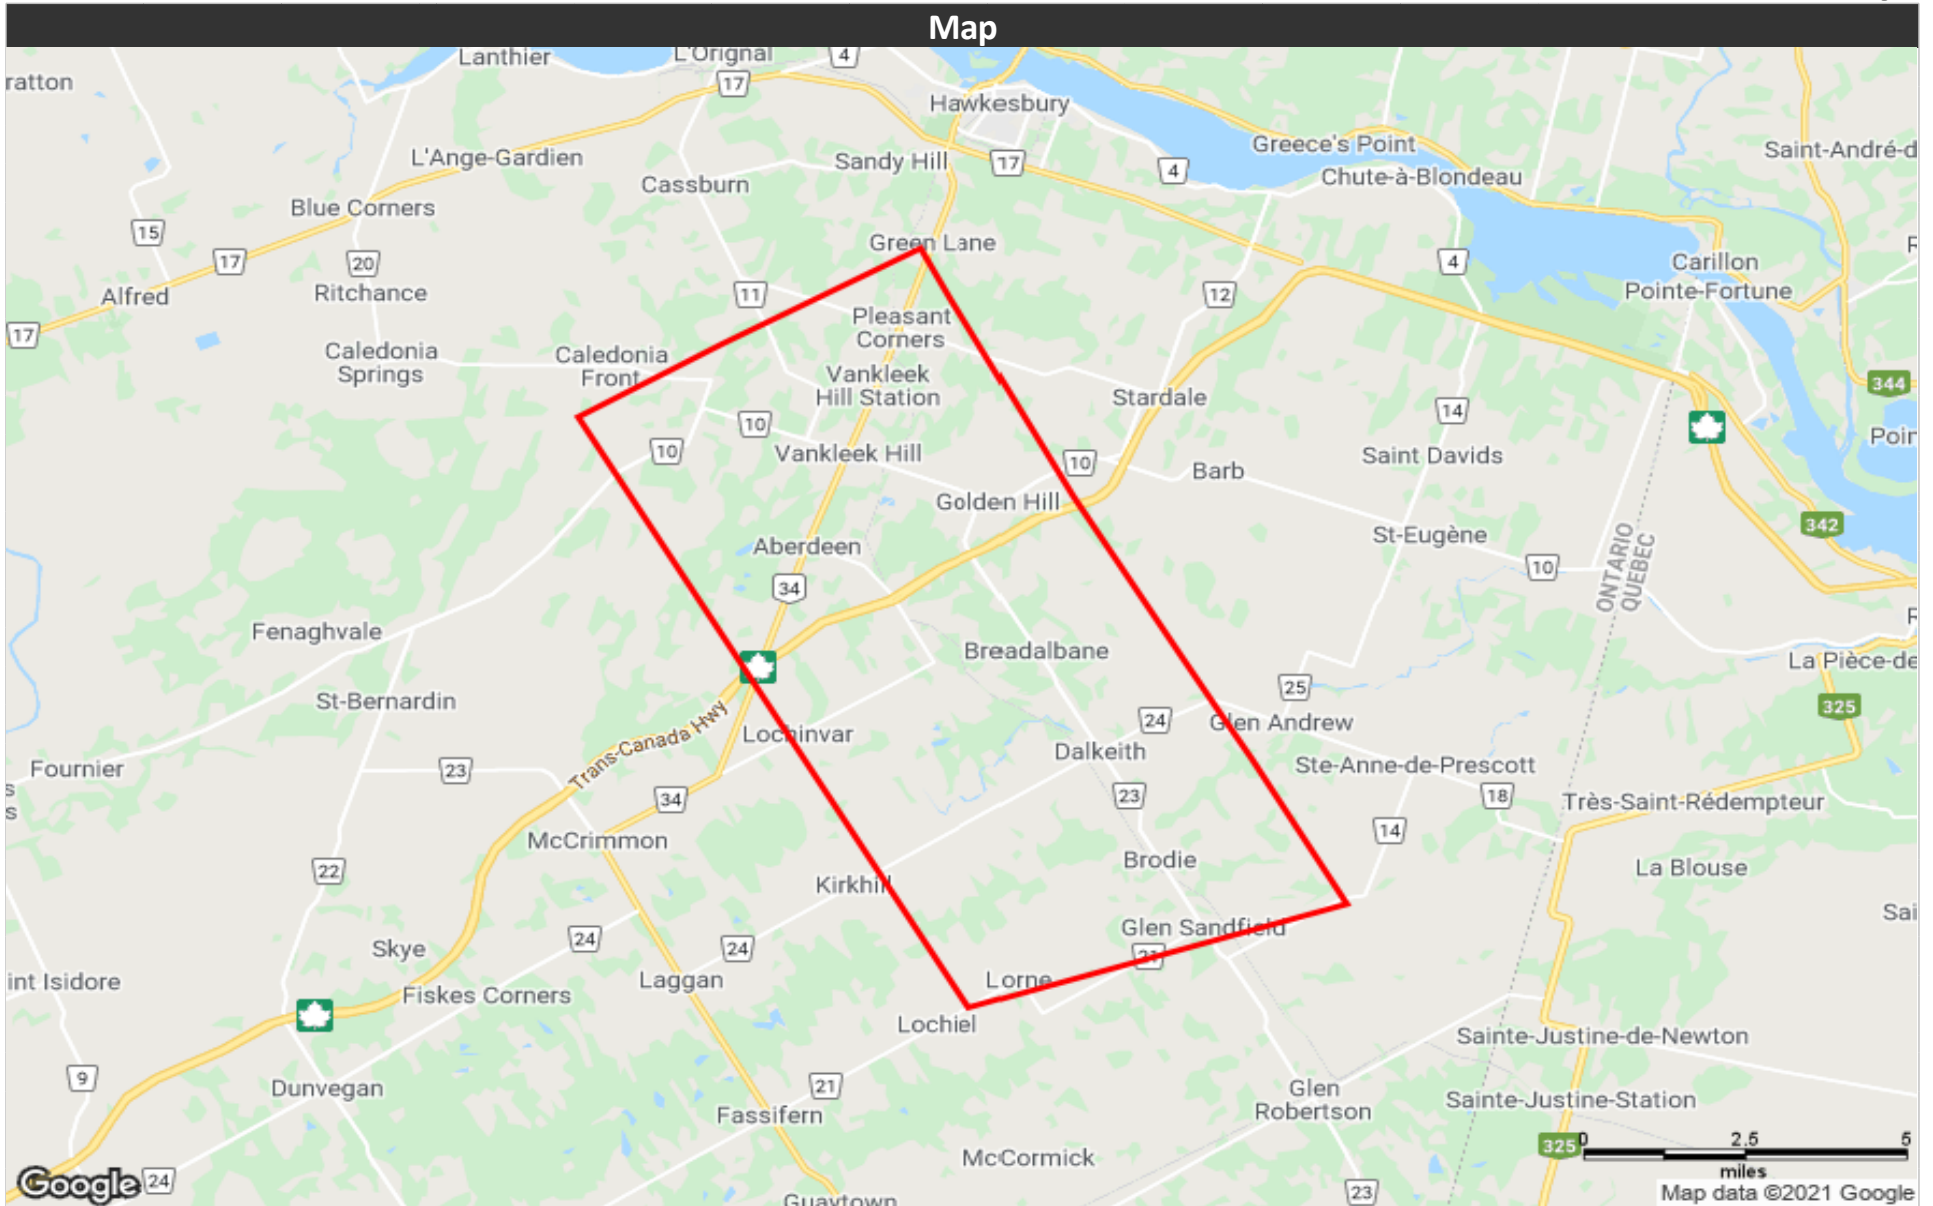 Map
Lanthier
L'Orignal
4
ratton
17
Hawkesbury
Greece's Point
Saint-André-d
L'Ange-Gardien
Sandy Hill
17
4
Cassburn
Chute-à-Blondeau
Blue Corners
15
Green Lane
17
20
4
Carillon
Alfred
Ritchance
11
12
Pointe-Fortune
17
Pleasant
Corners
Caledonia
Springs
Caledonia
Front
Vankleek
Hill Station
Stardale
344
10
14
Poin
10
Vankleek Hill
10
Barb
Saint Davids
Golden Hill
342
Aberdeen
St-Eugène
10
ONTARIO
QUEBEC
34
Fenaghvale
Breadalbane
La Pièce-de
St-Bernardin
25
325
Trans-Canada Hwy
Lochinvar
24
Glen Andrew
Fournier
23
Dalkeith
Ste-Anne-de-Prescott
s
s
34
23
18
Très-Saint-Rédempteur
McCrimmon
14
22
Kirkhill
Brodie
La Blouse
Sai
Skye
24
24
Glen Sandfield
21
int Isidore
Fiskes Corners
Laggan
Lorne
Lochiel
Sainte-Justine-de-Newton
9
Dunvegan
21
Glen
Robertson
Sainte-Justine-Station
Fassifern
McCormick
325
0 2.5 5
miles
Google
24
Guaytown
23
Map data ©2021 Google